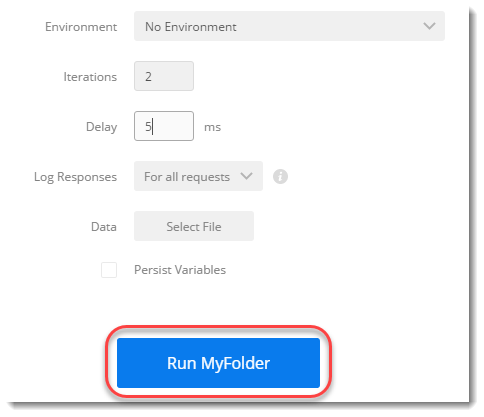 Environment No Environment
Iterations 2
Delay 5 ms
Log Responses For all requests i
Data Select File
Persist Variables
Run MyFolder